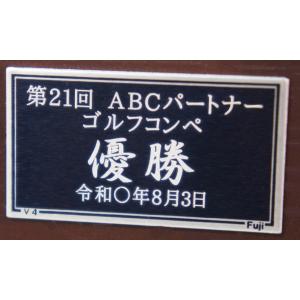 第21回 ABCパートナー
ゴルフコンペ
優勝
令和〇年8月3日
V4
Fuji